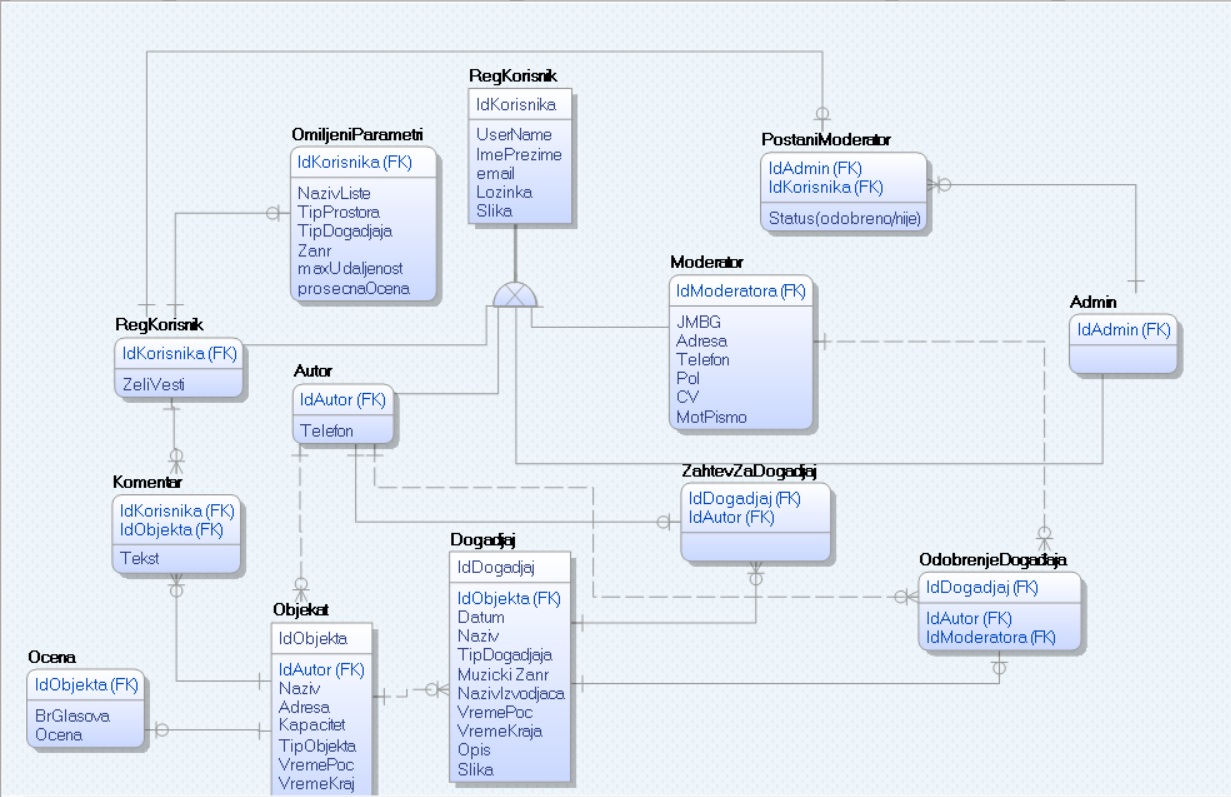 RegKorisnik
IdKorisnika
UserName
ImePrezime
email
Lozinka
Slika
OmiljeniParametri
IdKorisnika (FK)
NazivListe
TipProstora
TipDogadjaja
Zanr
maxUdaljenost
prosecnaOcena
PostaniModerator
IdAdmin (FK)
IdKorisnika (FK)
Status(odobreno/nije)
Moderator
IdModeratora (FK)
JMBG
Adresa
Telefon
Pol
CV
MotPismo
Admin
IdAdmin (FK)
RegKorisnik
IdKorisnika (FK)
ZeliVesti
Autor
IdAutor (FK)
Telefon
Komentar
IdKorisnika (FK)
IdObjekta (FK)
Tekst
ZahtevZaDogadjaj
IdDogadjaj (FK)
IdAutor (FK)
Dogadjaj
IdDogadjaj
IdObjekta (FK)
Datum
Naziv
TipDogadjaja
Muzicki Zanr
NazivIzvodjaca
VremePoc
VremeKraja
Opis
Slika
OdobrenjeDogađaja
IdDogadjaj (FK)
IdAutor (FK)
IdModeratora (FK)
Objekat
IdObjekta
IdAutor (FK)
Naziv
Adresa
Kapacitet
TipObjekta
VremePoc
VremeKraj
Ocena
IdObjekta (FK)
BrGlasova
Ocena